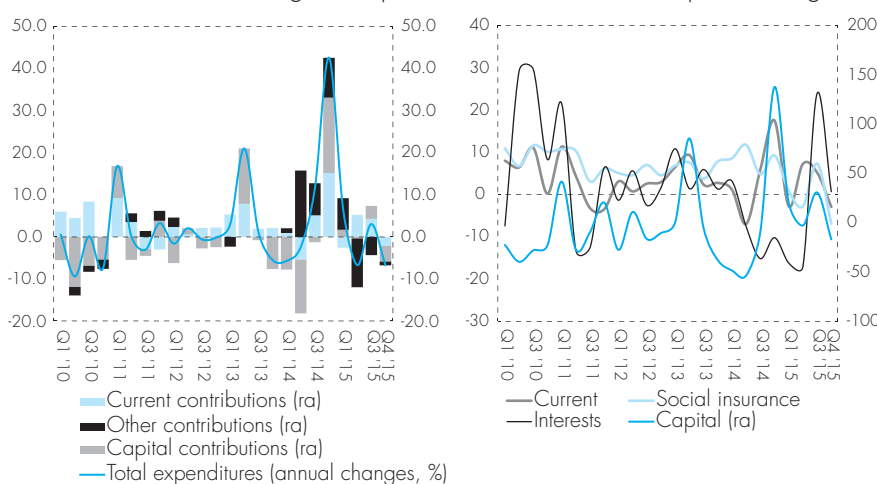 50.0
40.0
30.0
20.0
10.0
0.0
-10.0
-20.0
50.0
40.0
30.0
20.0
10.0
0.0
-10.0
-20.0
Q1 '10
Q3 '10
Q1 '11
Q3 '11
Q1 '12
Q3 '12
Q1 '13
Q3 '13
Q1 '14
Q3 '14
Q1 '15
Q3 '15
Q4 '15
Current contributions (ra)
Other contributions (ra)
Capital contributions (ra)
Total expenditures (annual changes, %)
40
30
20
10
0
-10
-20
-30
200
150
100
50
0
-50
-100
Q1 '10
Q3 '10
Q1 '11
Q3 '11
Q1 '12
Q3 '12
Q1 '13
Q3 '13
Q1 '14
Q3 '14
Q1 '15
Q3 '15
Q4 '15
Current
Social insurance
Interests
Capital (ra)